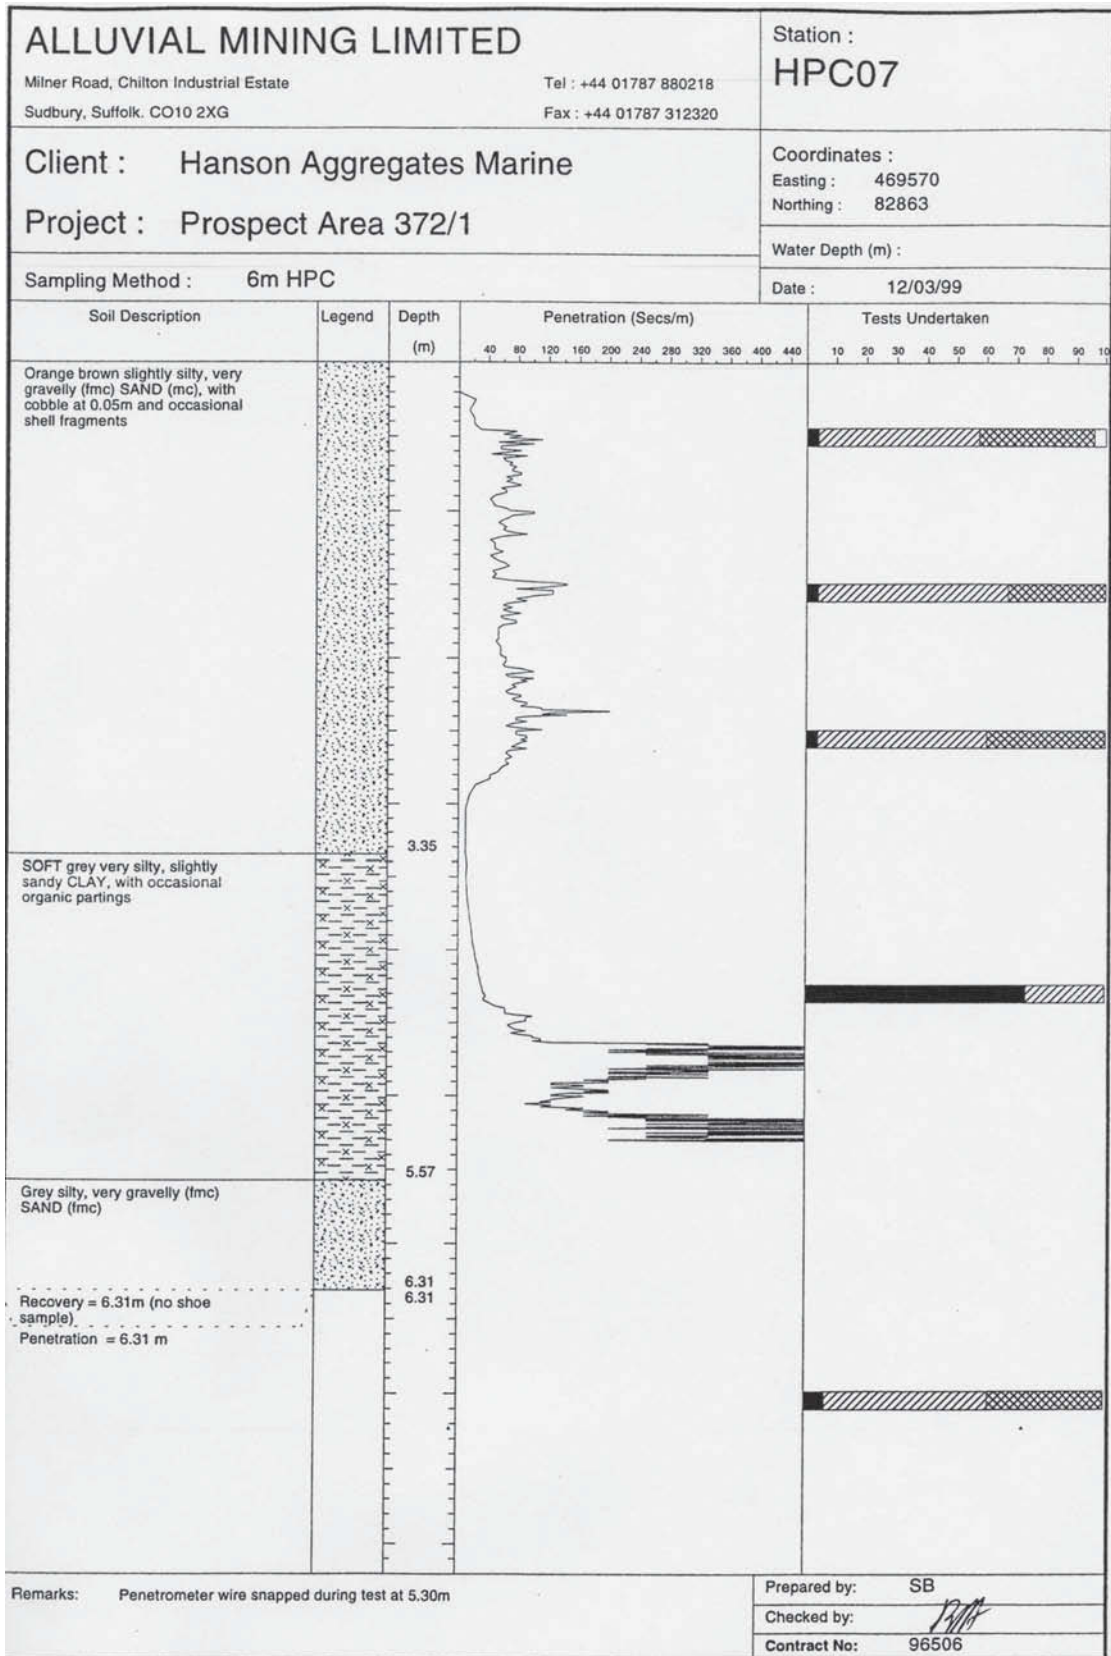 ALLUVIAL MINING LIMITED
Milner Road, Chilton Industrial Estate
Tel : +44 01787 880218
Sudbury, Suffolk. CO10 2XG
Fax : +44 01787 312320
Station :
HPC07
Client : Hanson Aggregates Marine
Project : Prospect Area 372/1
Coordinates :
Easting : 469570
Northing : 82863
Water Depth (m) :
Sampling Method : 6m HPC
Date : 12/03/99
Soil Description
Legend
Depth
(m)
Penetration (Secs/m)
40 80 120 160 200 240 280 320 360 400 440
Tests Undertaken
10 20 30 40 50 60 70 80 90 10
Orange brown slightly silty, very
gravelly (fmc) SAND (mc), with
cobble at 0.05m and occasional
shell fragments
3.35
SOFT grey very silty, slightly
sandy CLAY, with occasional
organic partings
5.57
Grey silty, very gravelly (fmc)
SAND (fmc)
6.31
6.31
Recovery = 6.31m (no shoe
sample)
Penetration = 6.31 m
Remarks: Penetrometer wire snapped during test at 5.30m
Prepared by: SB
Checked by:
Contract No: 96506